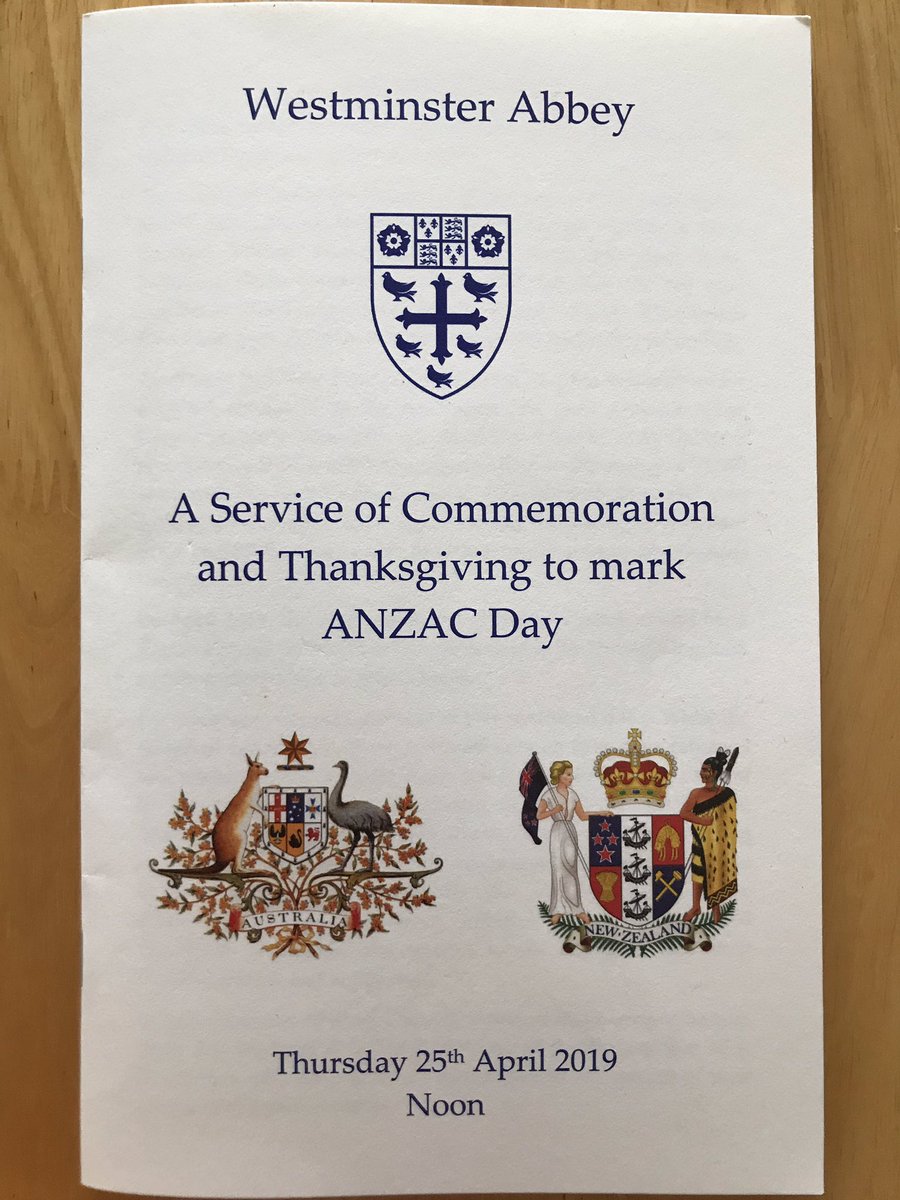 Westminster Abbey
A Service of Commemoration
and Thanksgiving to mark
ANZAC Day
AUSTRALIA
NEW ZEALAND
Thursday 25th April 2019
Noon